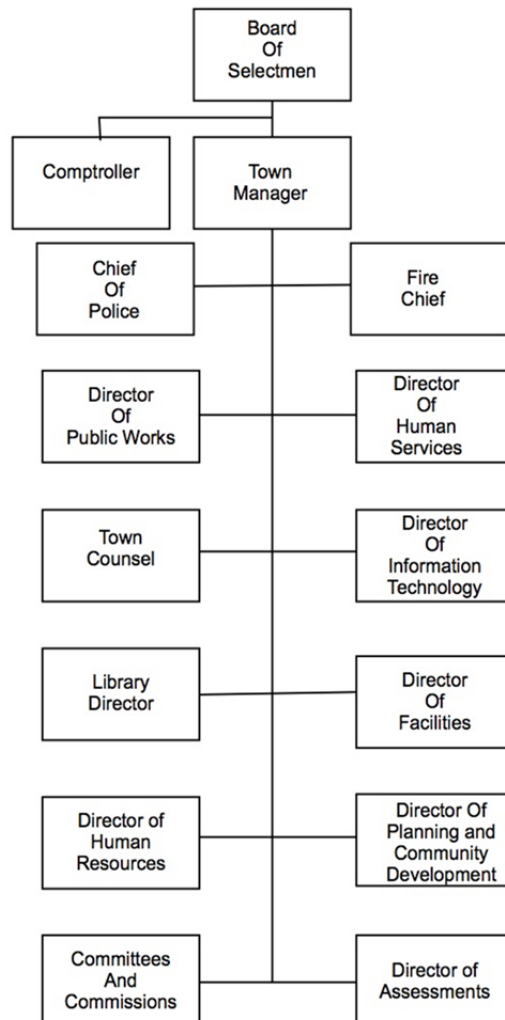 Board
Of
Selectmen
Comptroller
Town
Manager
Chief
Of
Police
Fire
Chief
Director
Of
Public Works
Director
Of
Human
Services
Town
Counsel
Director
Of
Information
Technology
Library
Director
Director
Of
Facilities
Director of
Human
Resources
Director Of
Planning and
Community
Development
Committees
And
Commissions
Director of
Assessments